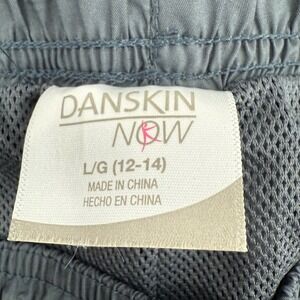 DANSKIN
NOW
L/G (12-14)
MADE IN CHINA
HECHO EN CHINA